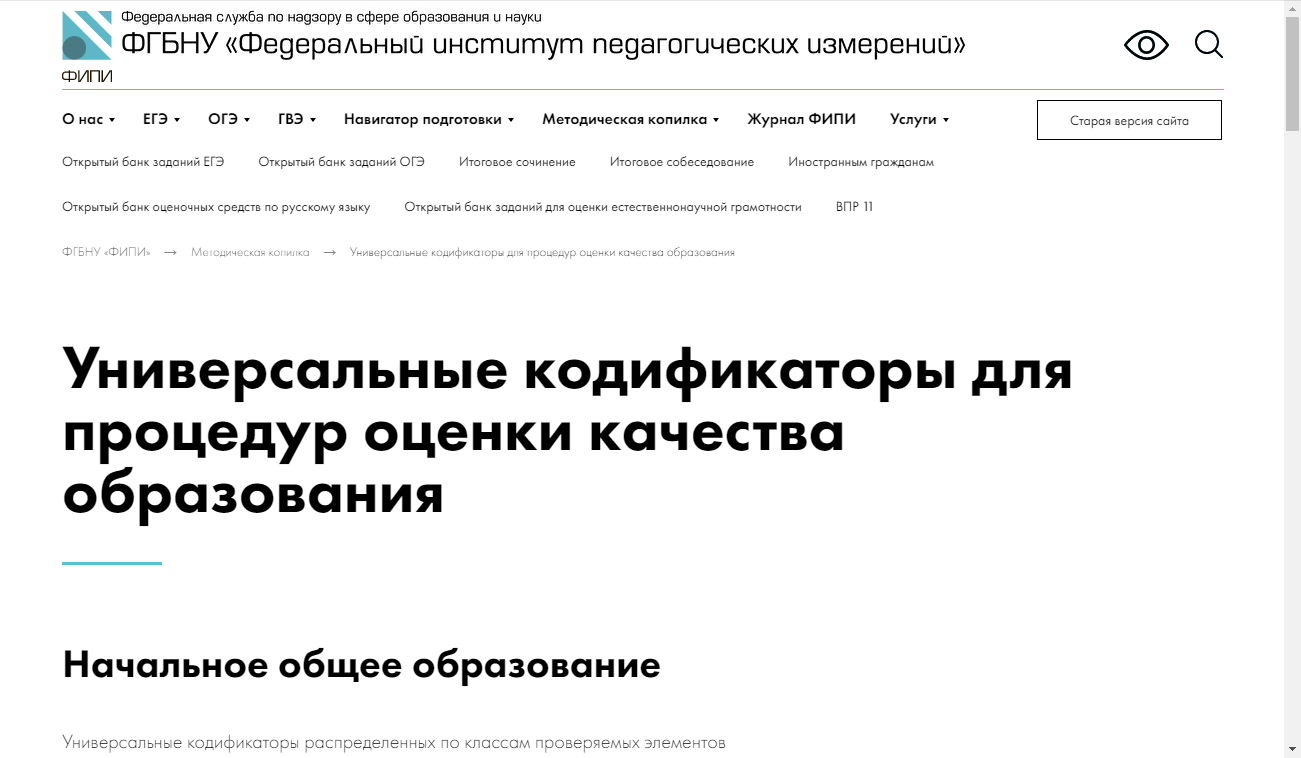 Федеральная служба по надзору в сфере образования и науки
ФГБНУ «Федеральный институт педагогических измерений»
ФИПИ
О нас ЕГЭ ОГЭ ГВЭ Навигатор подготовки Методическая копилка Журнал ФИПИ Услуги Старая версия сайта
Открытый банк заданий ЕГЭ Открытый банк заданий ОГЭ Итоговое сочинение Итоговое собеседование Иностранным гражданам
Открытый банк оценочных средств по русскому языку Открытый банк заданий для оценки естественнонаучной грамотности ВПР 11
ФГБНУ «ФИПИ» → Методическая копилка → Универсальные кодификаторы для процедур оценки качества образования
Универсальные кодификаторы для
процедур оценки качества
образования
Начальное общее образование
Универсальные кодификаторы распределенных по классам проверяемых элементов